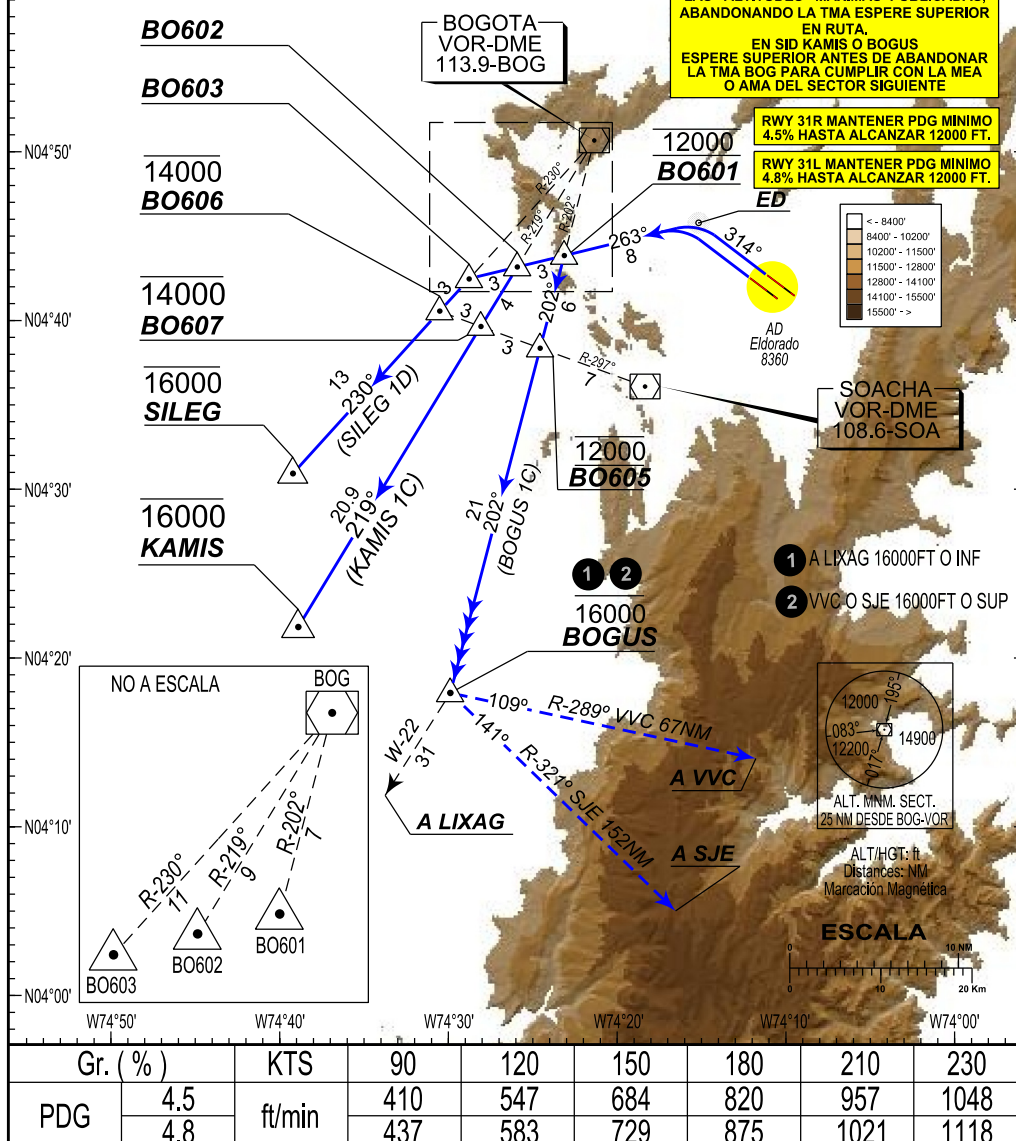 ABANDONANDO LA TMA ESPERE SUPERIOR
EN RUTA.
EN SID KAMIS O BOGUS
ESPERE SUPERIOR ANTES DE ABANDONAR
LA TMA BOG PARA CUMPLIR CON LA MEA
O AMA DEL SECTOR SIGUIENTE
RWY 31R MANTENER PDG MINIMO
4.5% HASTA ALCANZAR 12000 FT.
RWY 31L MANTENER PDG MINIMO
4.8% HASTA ALCANZAR 12000 FT.
BO602
BOGOTA
VOR-DME
113.9-BOG
BO603
N04°50'
14000
BO606
12000
BO601
ED
R-230°
R-219°
R-202°
263°
8
314°
< - 8400'
8400' - 10200'
10200' - 11500'
11500' - 12800'
12800' - 14100'
14100' - 15500'
15500' - >
3
3
3
4
202°
6
14000
BO607
N04°40'
3
3
R-297°
7
AD
Eldorado
8360
16000
SILEG
13
230°
(SILEG 1D)
SOACHA
VOR-DME
108.6-SOA
12000
BO605
N04°30'
16000
KAMIS
20.9
219°
(KAMIS 1C)
21
202°
(BOGUS 1C)
1 2
16000
BOGUS
1 A LIXAG 16000FT O INF
2 VVC O SJE 16000FT O SUP
N04°20'
NO A ESCALA
BOG
R-230°
11
R-219°
9
R-202°
7
BO603
BO602
BO601
109°
R-289° VVC 67NM
141°
R-321° SJE 152NM
W-22
31
A VVC
A LIXAG
A SJE
12000
195°
083°
12200
017°
14900
ALT. MNM. SECT.
25 NM DESDE BOG-VOR
N04°10'
ALT/HGT: ft
Distances: NM
Marcación Magnética
ESCALA
0 10 NM
0 10 20 Km
N04°00'
W74°50' W74°40' W74°30' W74°20' W74°10' W74°00'
Gr. ( % ) KTS 90 120 150 180 210 230
PDG 4.5 ft/min 410 547 684 820 957 1048
4.8 437 583 729 875 1021 1118